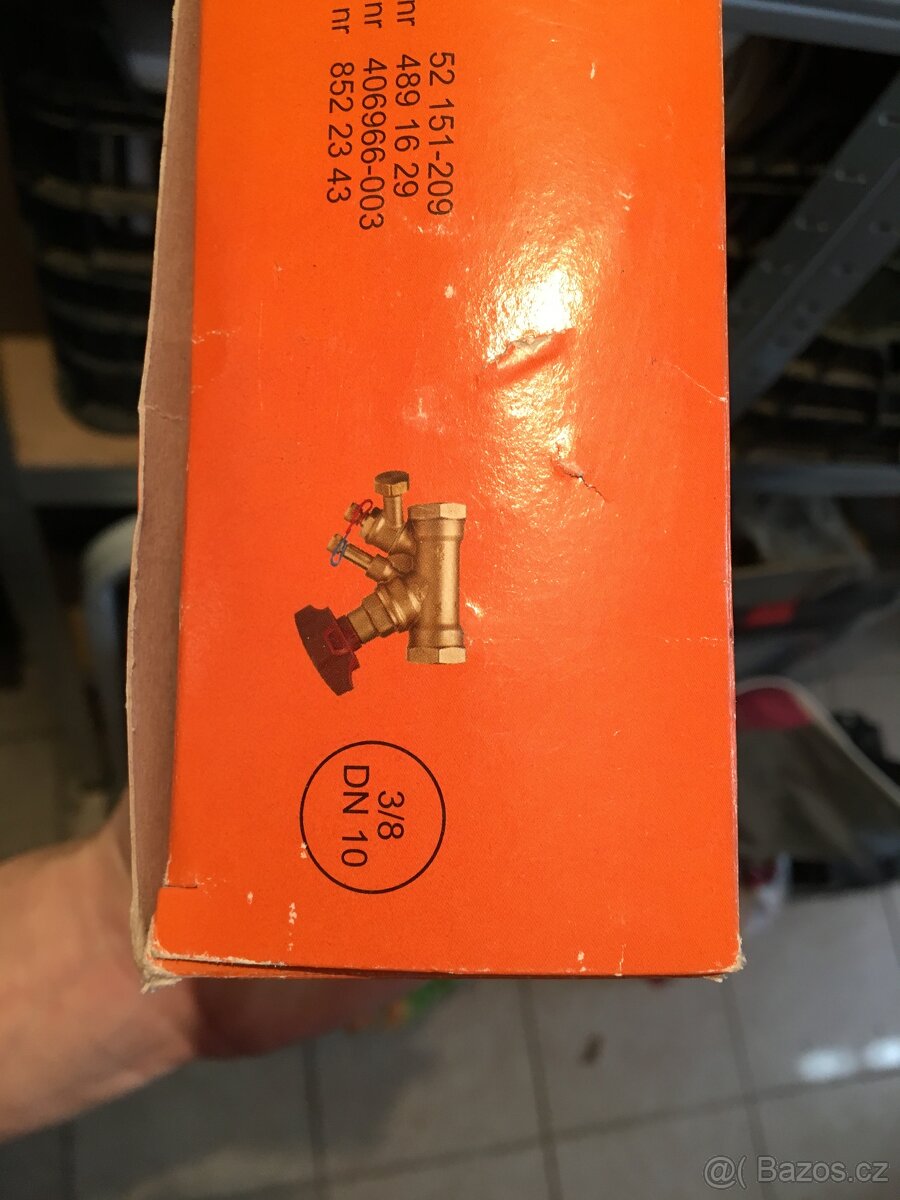 nr 52 151-209
nr 489 16 29
nr 406966-003
nr 852 23 43
3/8
DN 10
@( Bazos.cz